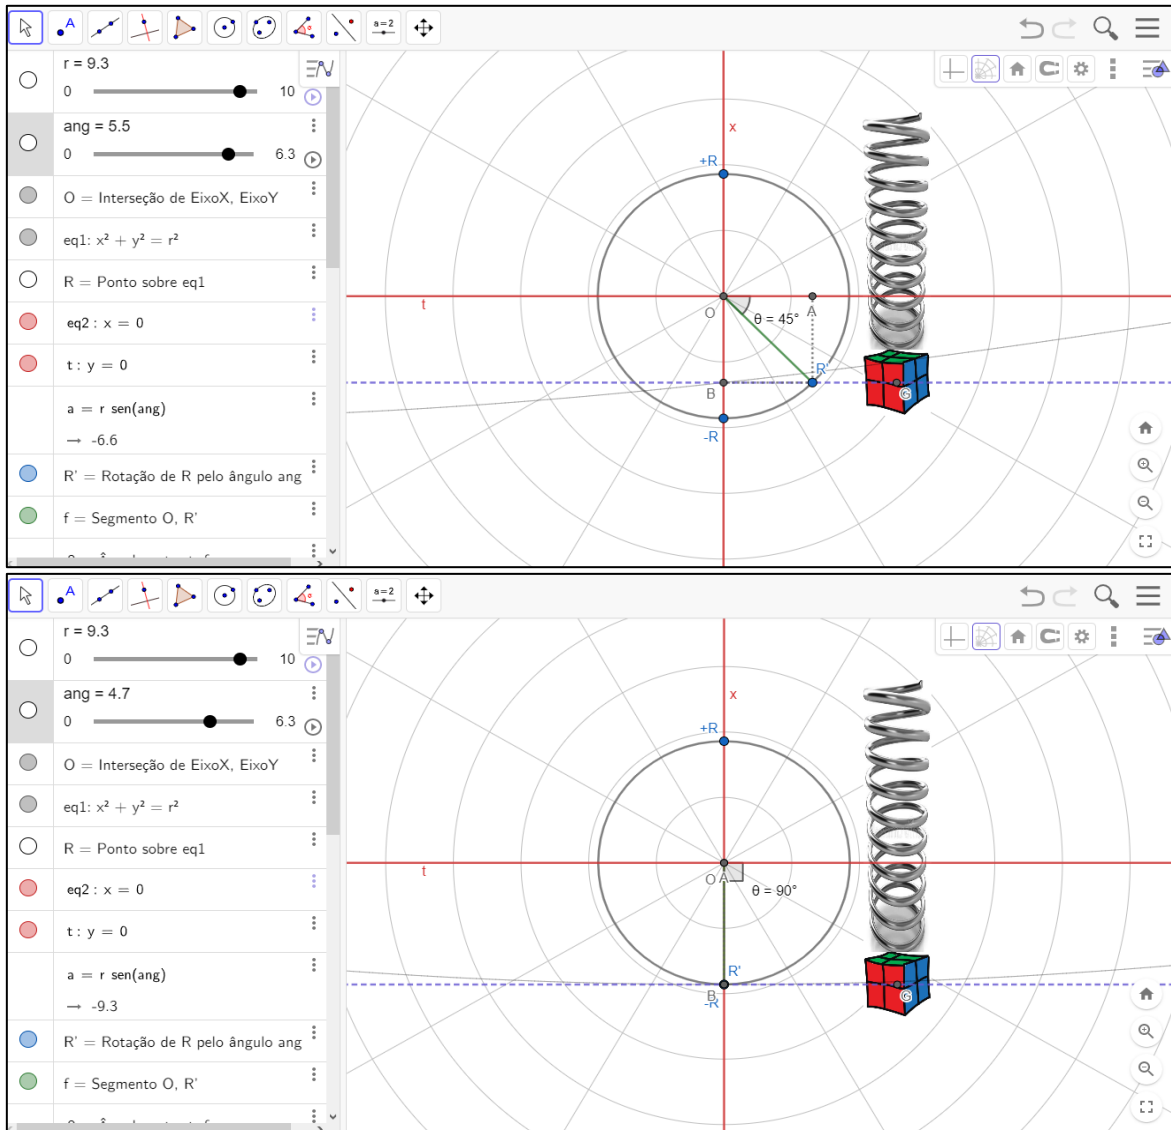 A
a=2
r = 9.3
0
10
ang = 5.5
0
6.3
O = Interseção de EixoX, EixoY
eq1: x² + y² = r²
R = Ponto sobre eq1
eq2 : x = 0
t : y = 0
a = r sen(ang)
→ -6.6
R' = Rotação de R pelo ângulo ang
f = Segmento O, R'
x
+R
t
O
A
θ = 45°
R'
B
G
-R
A
a=2
r = 9.3
0
10
ang = 4.7
0
6.3
O = Interseção de EixoX, EixoY
eq1: x² + y² = r²
R = Ponto sobre eq1
eq2 : x = 0
t : y = 0
a = r sen(ang)
→ -9.3
R' = Rotação de R pelo ângulo ang
f = Segmento O, R'
x
+R
t
O
A
θ = 90°
R'
B
G
-R